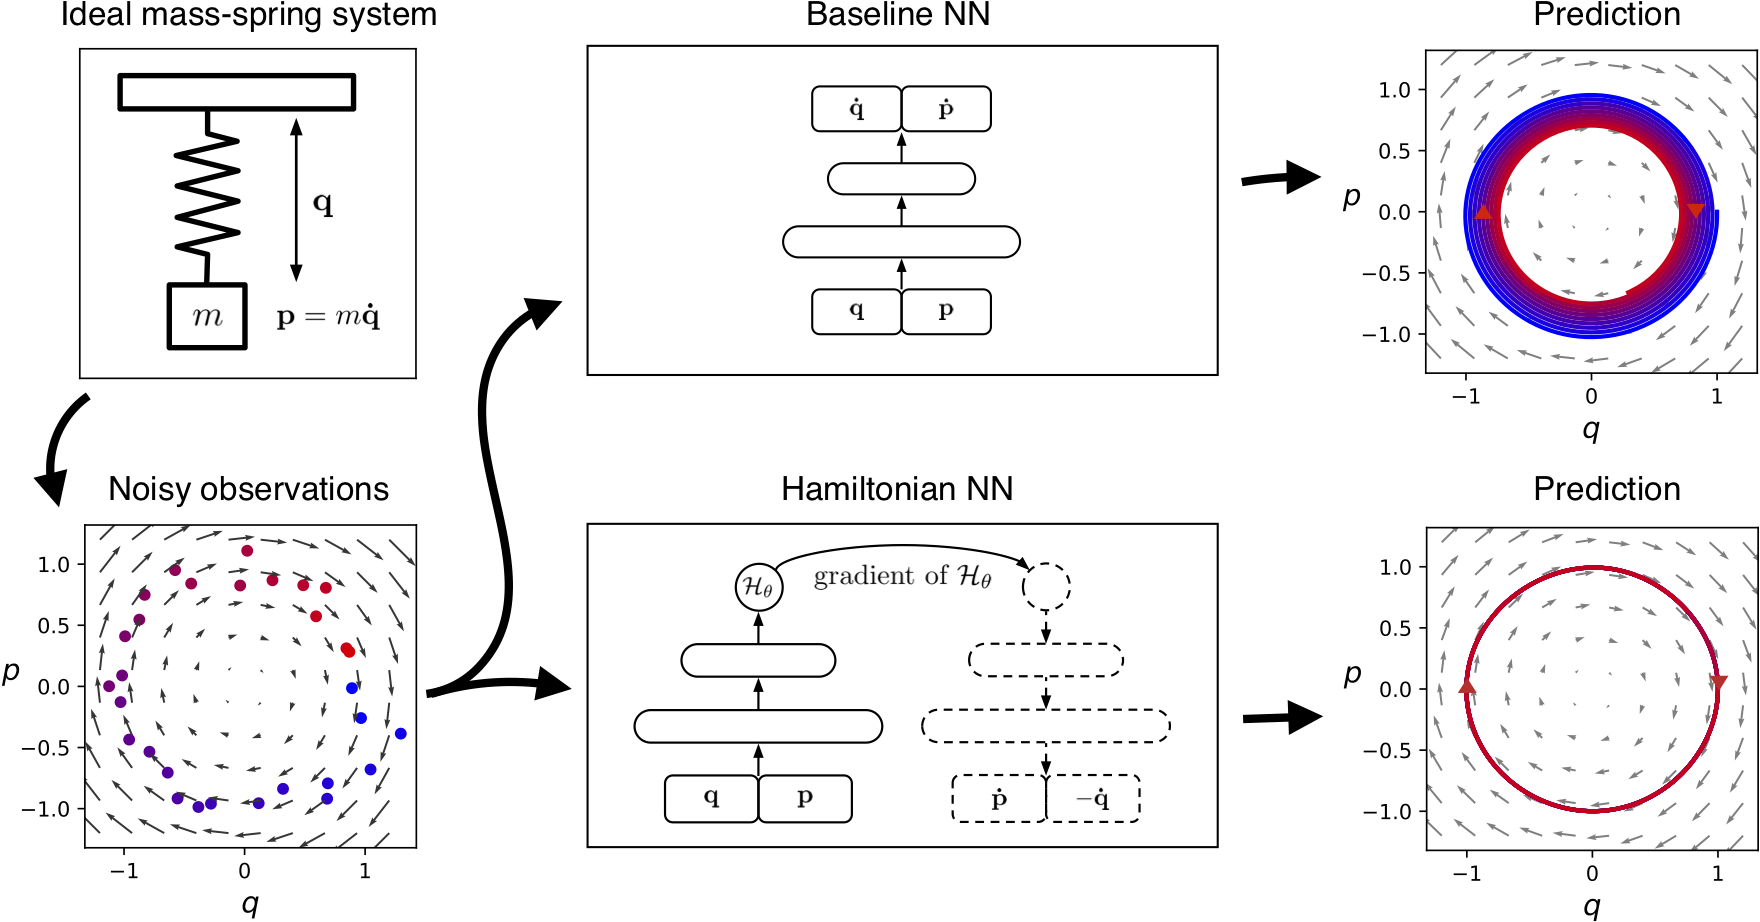 Ideal mass-spring system
q
m
p = mq̇
Baseline NN
q̇ ṗ
q p
Prediction
1.0
0.5
p
0.0
−0.5
−1.0
−1 0 1
q
Noisy observations
1.0
0.5
p
0.0
−0.5
−1.0
−1 0 1
q
Hamiltonian NN
ℋθ
gradient of ℋθ
q p
ṗ −q̇
Prediction
1.0
0.5
p
0.0
−0.5
−1.0
−1 0 1
q